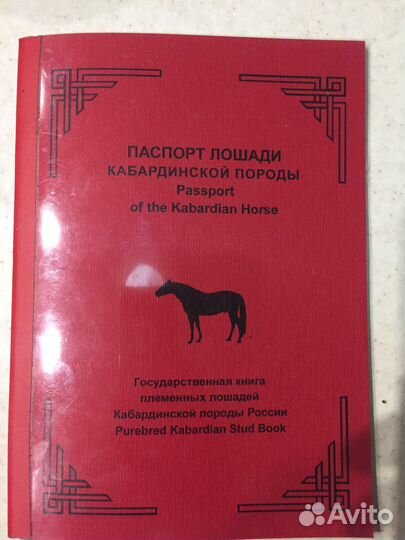 ПАСПОРТ ЛОШАДИ
КАБАРДИНСКОЙ ПОРОДЫ
Passport
of the Kabardian Horse
Государственная книга
племенных лошадей
Кабардинской породы России
Purebred Kabardian Stud Book
Avito